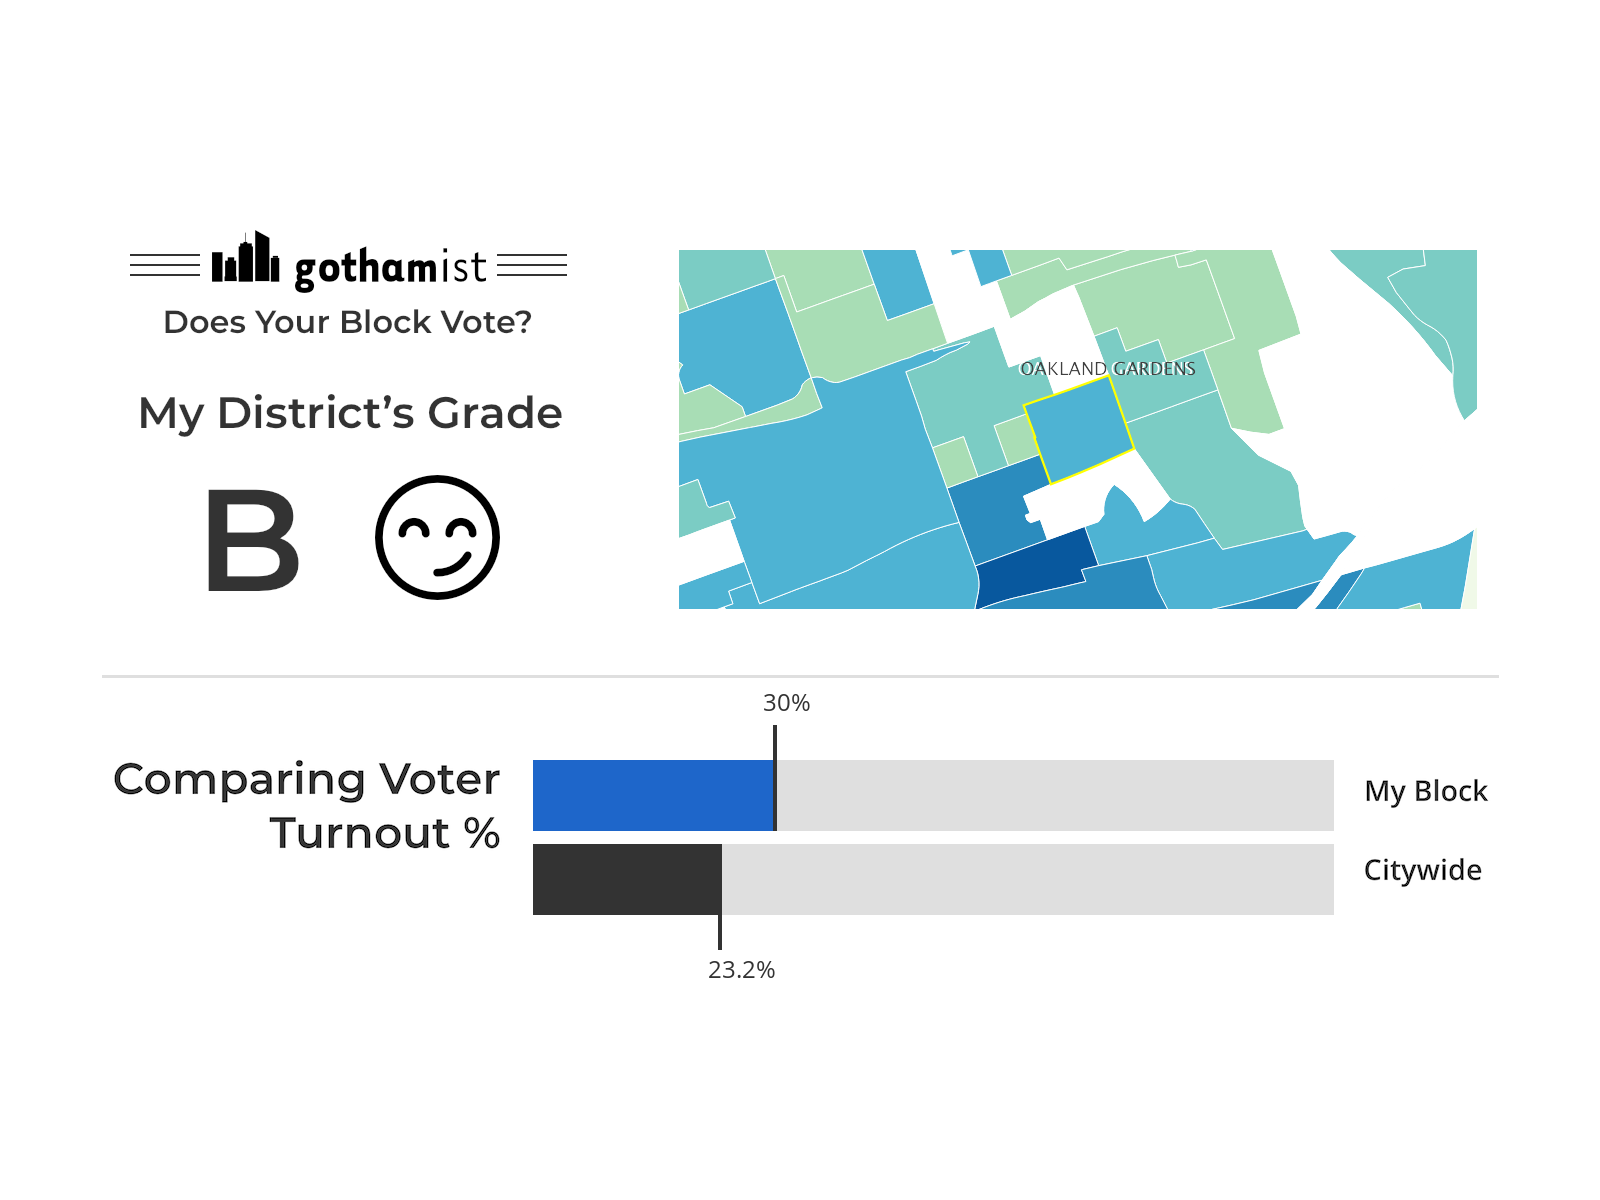 gothamist
Does Your Block Vote?
My District’s Grade
B
OAKLAND GARDENS
30%
Comparing Voter
Turnout %
My Block
Citywide
23.2%